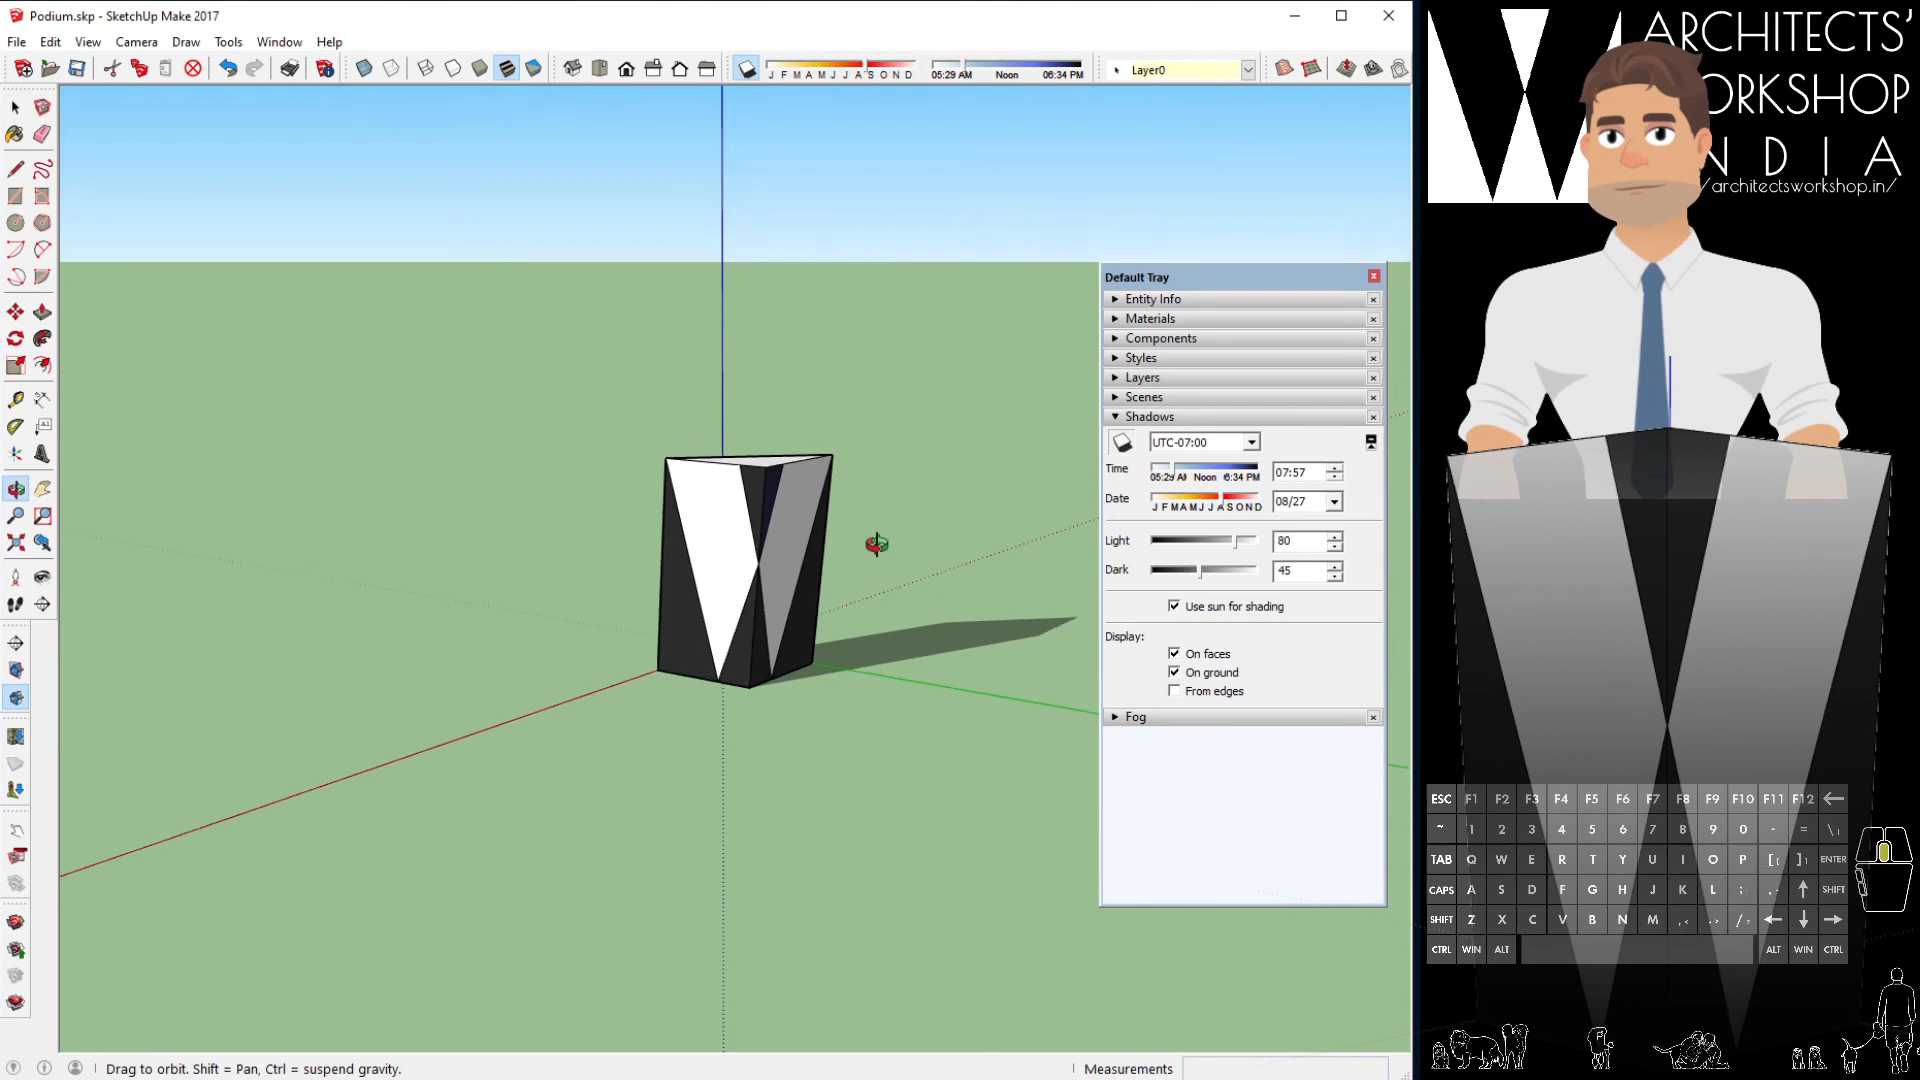 Podium.skp - SketchUp Make 2017
File Edit View Camera Draw Tools Window Help
J F M A M J J A S O N D
05:29 AM Noon 06:34 PM
Layer0
Default Tray
Entity Info
Materials
Components
Styles
Layers
Scenes
Shadows
UTC-07:00
Time
05:29 AM Noon 06:34 PM
07:57
Date
J F M A M J J A S O N D
08/27
Light
80
Dark
45
Use sun for shading
Display:
On faces
On ground
From edges
Fog
Drag to orbit. Shift = Pan, Ctrl = suspend gravity.
Measurements
ARCHITECTS'
ORKSHOP
NDIA
/architectsworkshop.in/
ESC F1 F2 F3 F4 F5 F6 F7 F8 F9 F10 F11 F12 ←
~ 1 2 3 4 5 6 7 8 9 0 - = \
TAB Q W E R T Y U I O P [ ] ENTER
CAPS A S D F G H J K L ; ↑ SHIFT
SHIFT Z X C V B N M ,< .> / ← ↓ →
CTRL WIN ALT ALT WIN CTRL